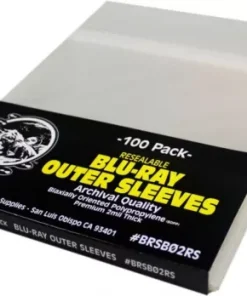 -100 Pack-
RESEALABLE
BLU-RAY
OUTER SLEEVES
Archival Quality
Biaxially Oriented Polypropylene
Premium 2mil Thick
Supplies - San Luis Obispo CA 93401
#BRSB02RS
BLU-RAY OUTER SLEEVES
#BRSB02RS